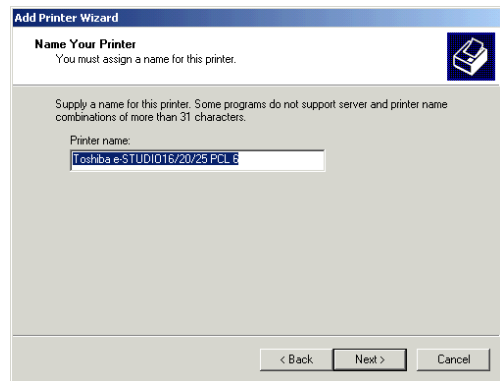 Add Printer Wizard
Name Your Printer
You must assign a name for this printer.
Supply a name for this printer. Some programs do not support server and printer name
combinations of more than 31 characters.
Printer name:
Toshiba e-STUDIO16/20/25 PCL 6
< Back
Next >
Cancel